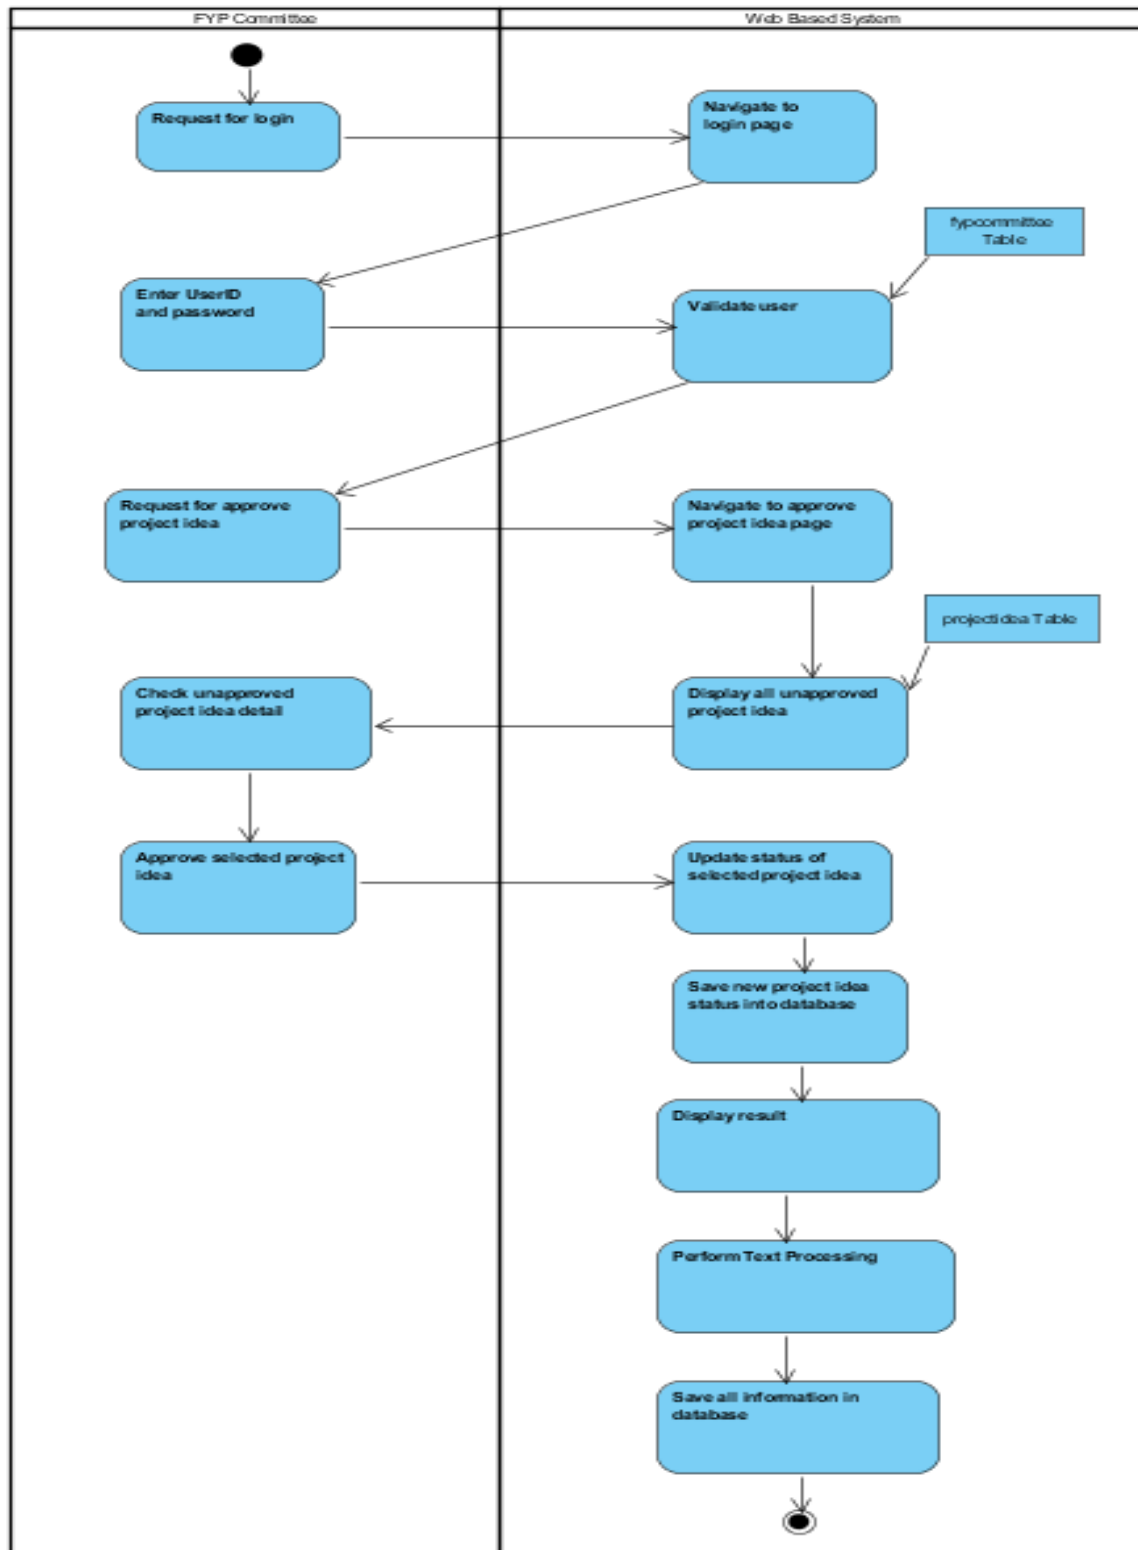 FYP Committee
Web Based System
Request for login
Navigate to
login page
fypcommittee
Table
Enter UserID
and password
Validate user
Request for approve
project idea
Navigate to approve
project idea page
projectidea Table
Check unapproved
project idea detail
Display all unapproved
project idea
Approve selected project
idea
Update status of
selected project idea
Save new project idea
status into database
Display result
Perform Text Processing
Save all information in
database